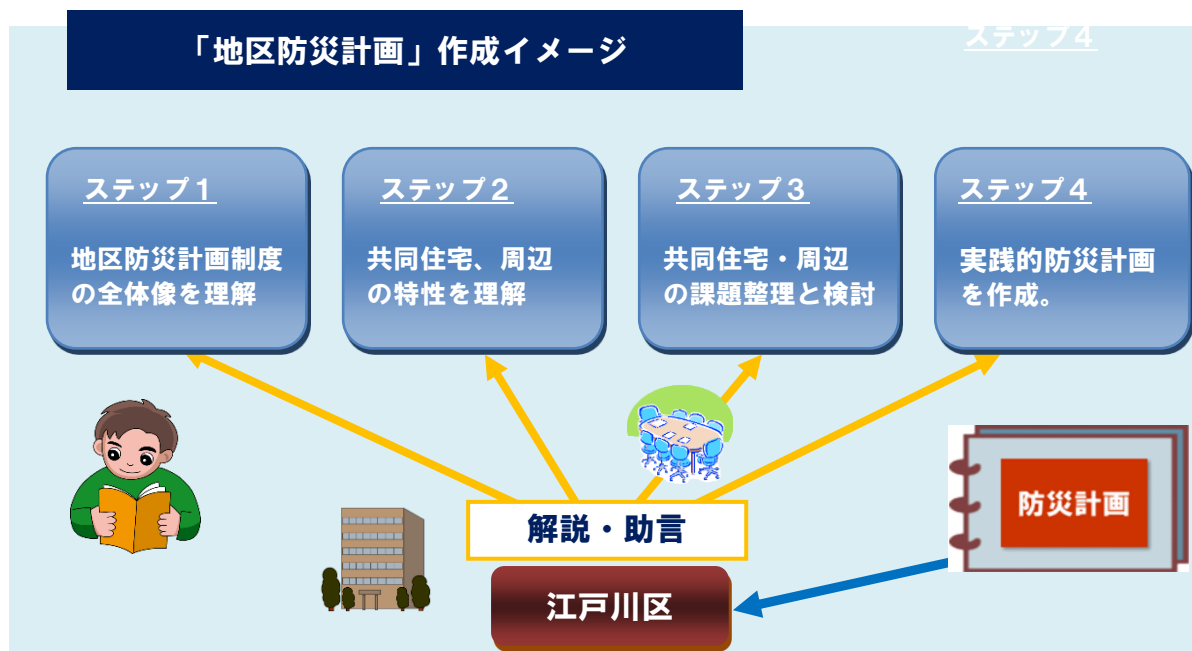 「地区防災計画」作成イメージ
ステップ4
ステップ1
地区防災計画制度
の全体像を理解
ステップ2
共同住宅、周辺
の特性を理解
ステップ3
共同住宅・周辺
の課題整理と検討
ステップ4
実践的防災計画
を作成。
防災計画
解説・助言
江戸川区